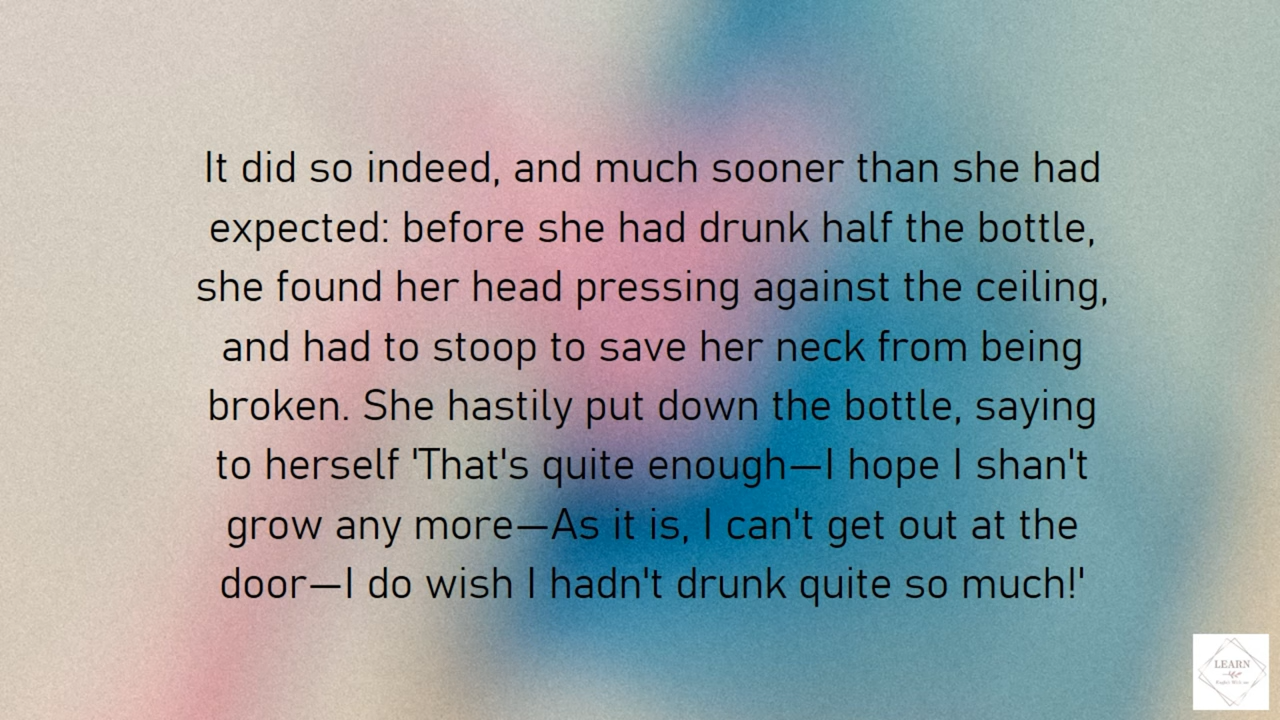 It did so indeed, and much sooner than she had
expected: before she had drunk half the bottle,
she found her head pressing against the ceiling,
and had to stoop to save her neck from being
broken. She hastily put down the bottle, saying
to herself 'That's quite enough—I hope I shan't
grow any more—As it is, I can't get out at the
door—I do wish I hadn't drunk quite so much!'
LEARN